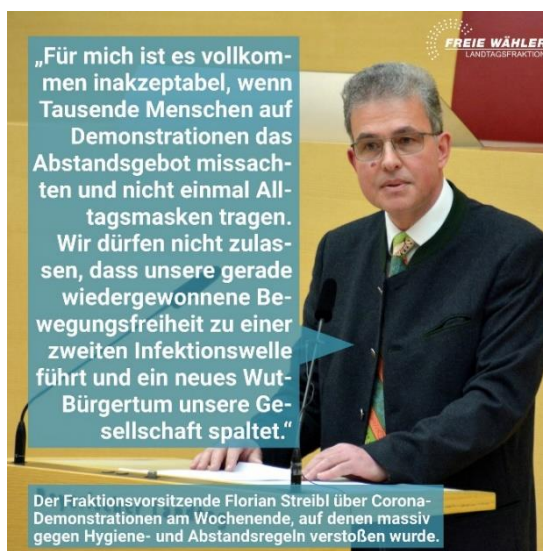 FREIE WÄHLER
LANDTAGSFRAKTION
„Für mich ist es vollkom-
men inakzeptabel, wenn
Tausende Menschen auf
Demonstrationen das
Abstandsgebot missach-
ten und nicht einmal All-
tagsmasken tragen.
Wir dürfen nicht zulas-
sen, dass unsere gerade
wiedergewonnene Be-
wegungsfreiheit zu einer
zweiten Infektionswelle
führt und ein neues Wut-
Bürgertum unsere Ge-
sellschaft spaltet.“
Der Fraktionsvorsitzende Florian Streibl über Corona-
Demonstrationen am Wochenende, auf denen massiv
gegen Hygiene- und Abstandsregeln verstoßen wurde.